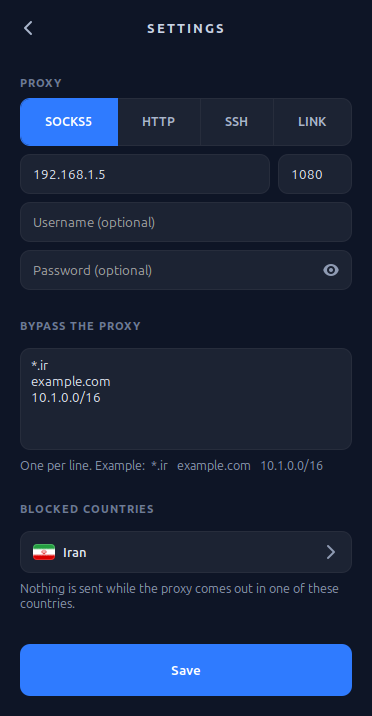 SETTINGS
PROXY
SOCKS5 HTTP SSH LINK
192.168.1.5 1080
Username (optional)
Password (optional)
BYPASS THE PROXY
*.ir
example.com
10.1.0.0/16
One per line. Example: *.ir example.com 10.1.0.0/16
BLOCKED COUNTRIES
Iran
Nothing is sent while the proxy comes out in one of these
countries.
Save